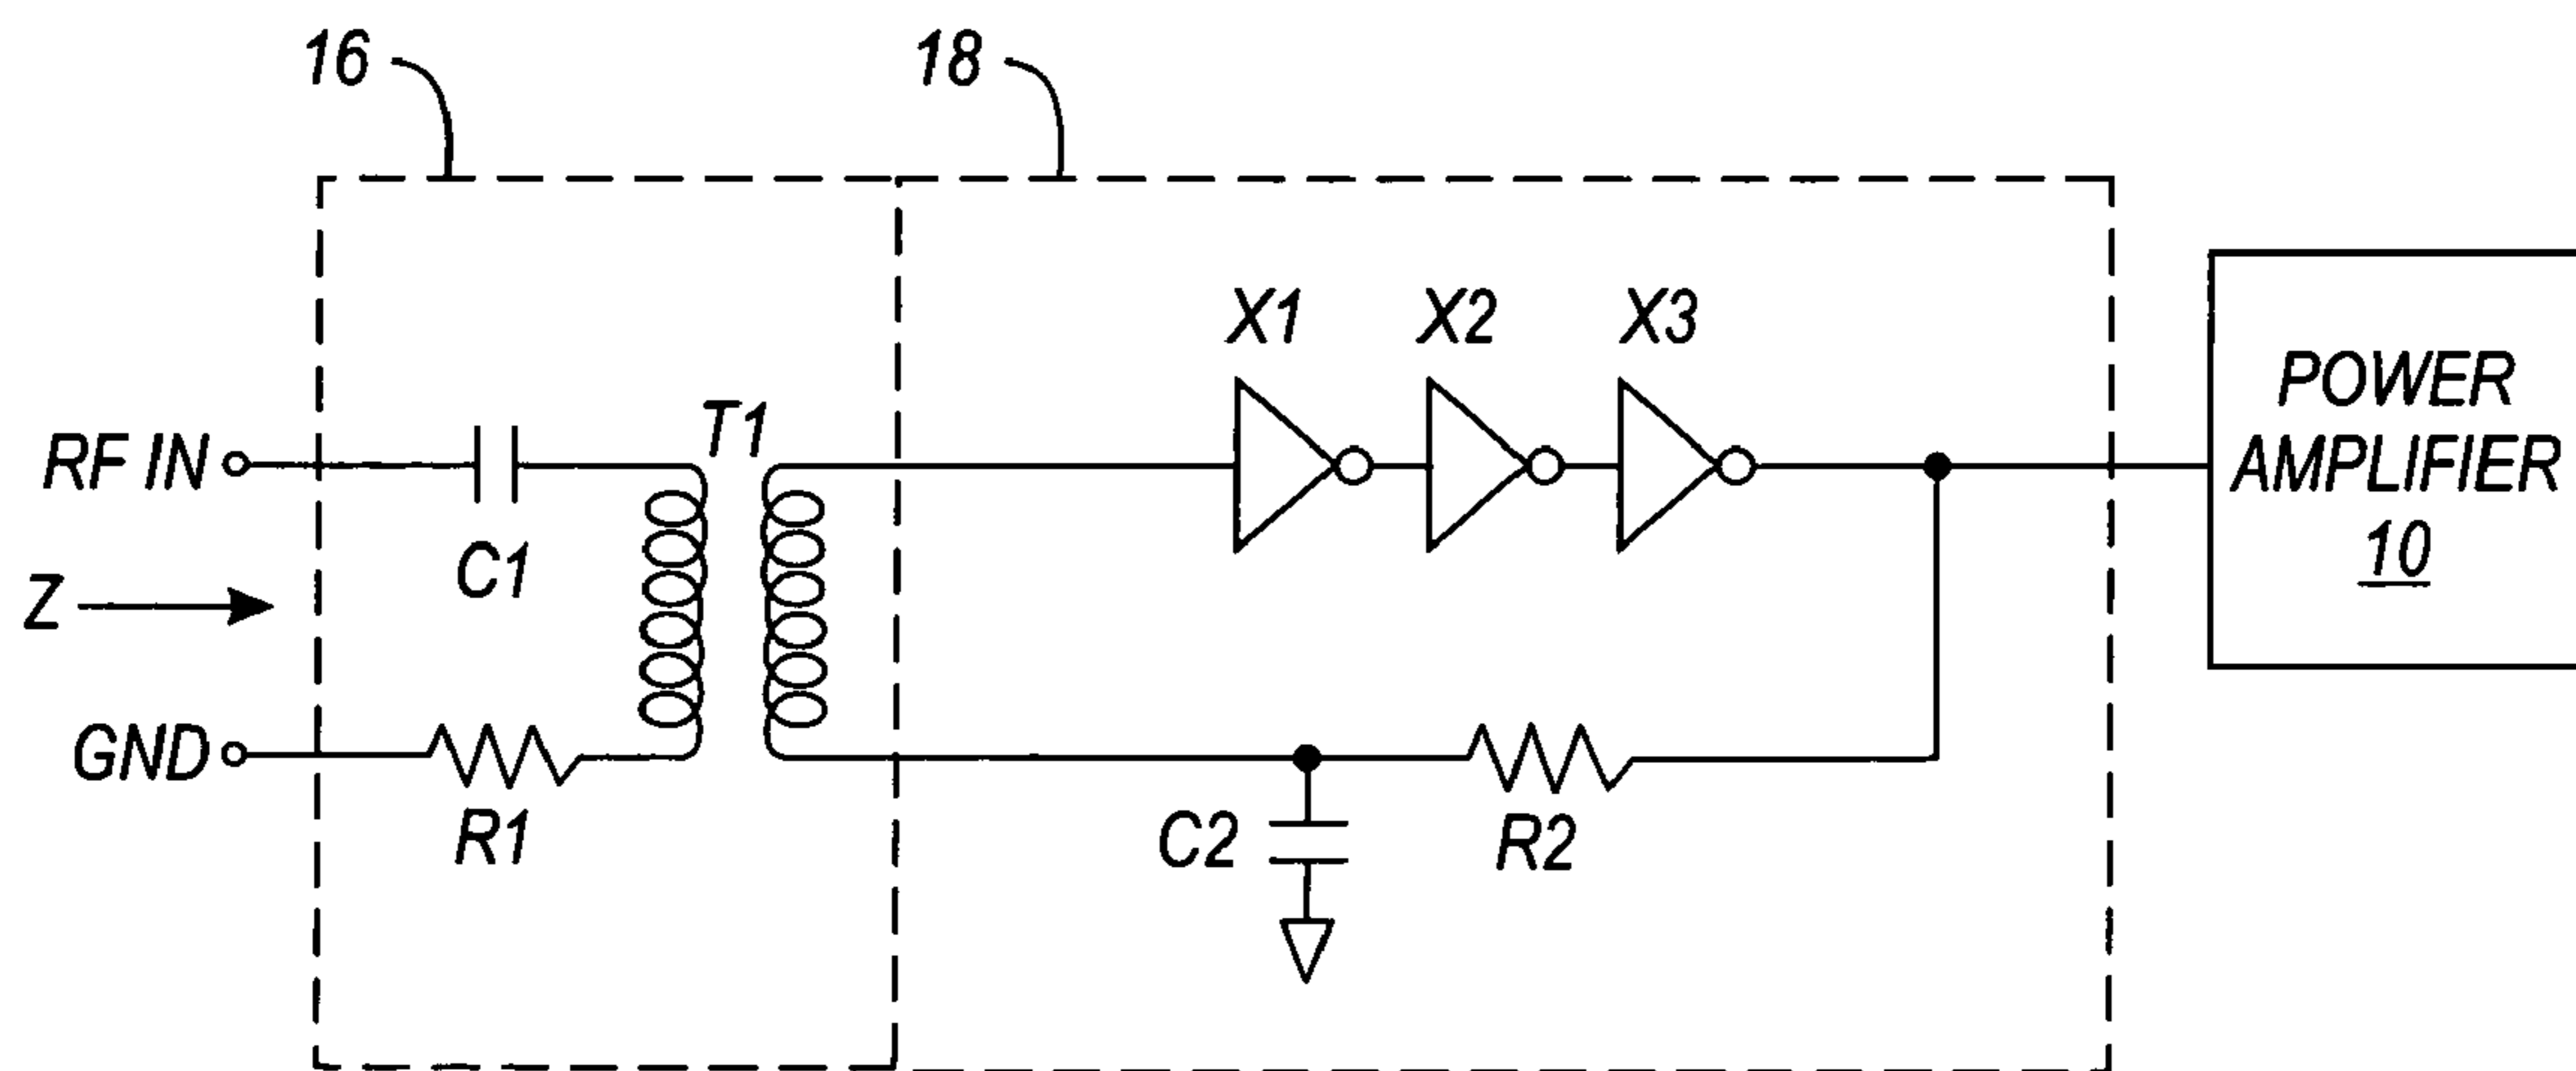 16
18
X1 X2 X3
T1
RF IN
C1
Z
GND
R1
C2
R2
POWER
AMPLIFIER
10